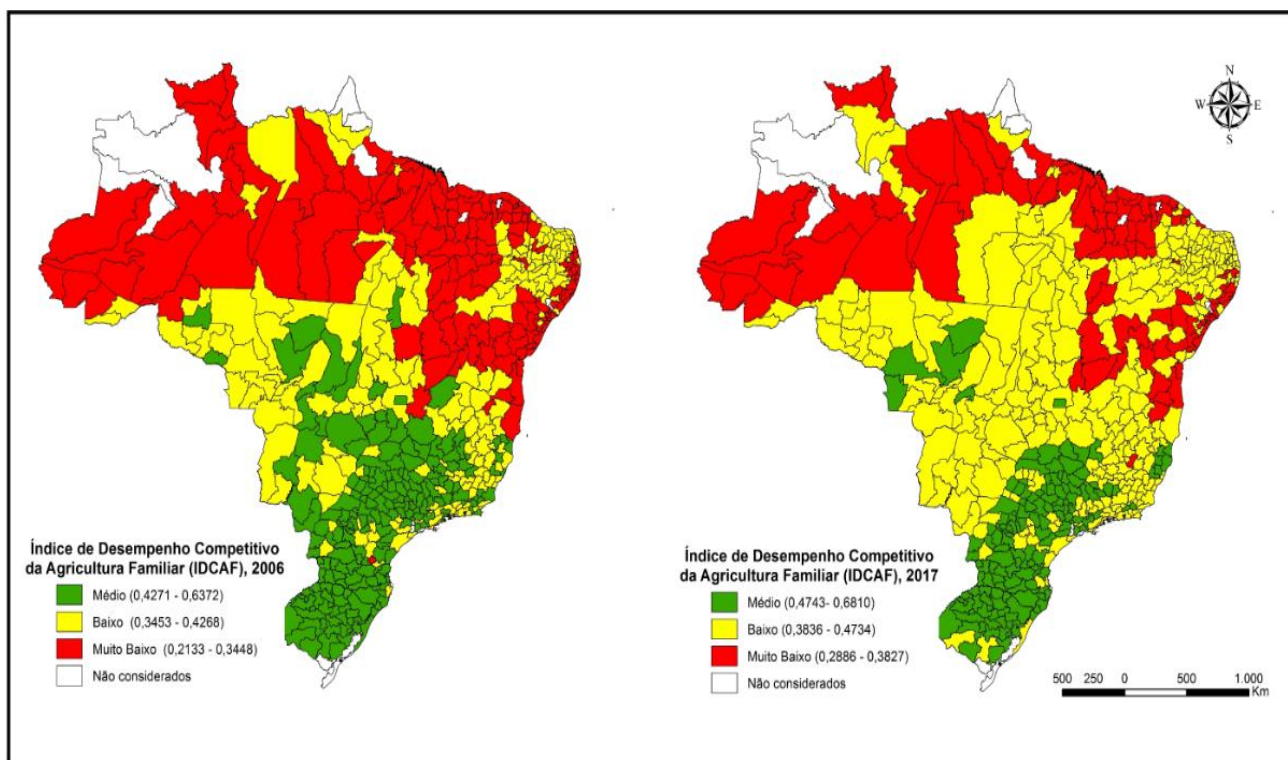 N
W E
S
Índice de Desempenho Competitivo
da Agricultura Familiar (IDCAF), 2006
Médio (0,4271 - 0,6372)
Baixo (0,3453 - 0,4268)
Muito Baixo (0,2133 - 0,3448)
Não considerados
Índice de Desempenho Competitivo
da Agricultura Familiar (IDCAF), 2017
Médio (0,4743- 0,6810)
Baixo (0,3836 - 0,4734)
Muito Baixo (0,2886 - 0,3827)
Não considerados
500 250 0 500 1.000
Km